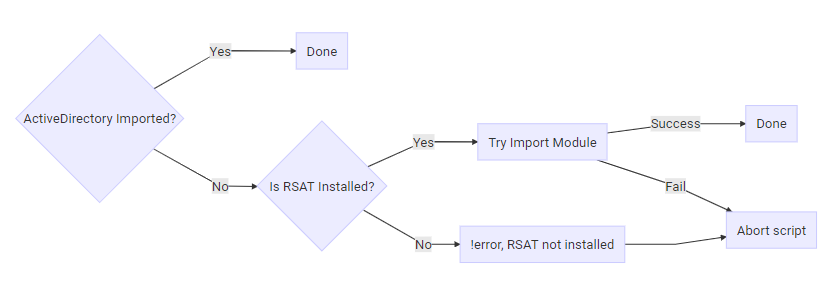 ActiveDirectory Imported?
Yes
Done
No
Is RSAT Installed?
Yes
Try Import Module
Success
Done
Fail
Abort script
No
!error, RSAT not installed